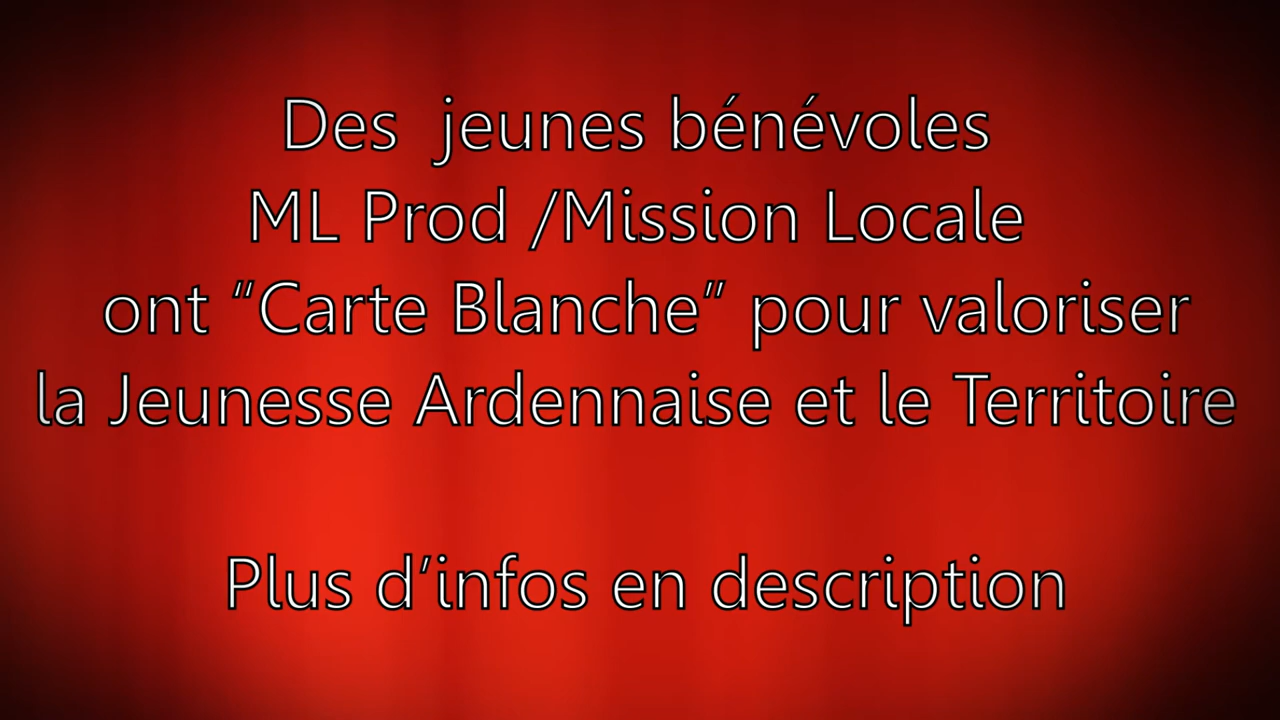 Des  jeunes bénévoles
ML Prod /Mission Locale
ont “Carte Blanche” pour valoriser
la Jeunesse Ardennaise et le Territoire
Plus d’infos en description